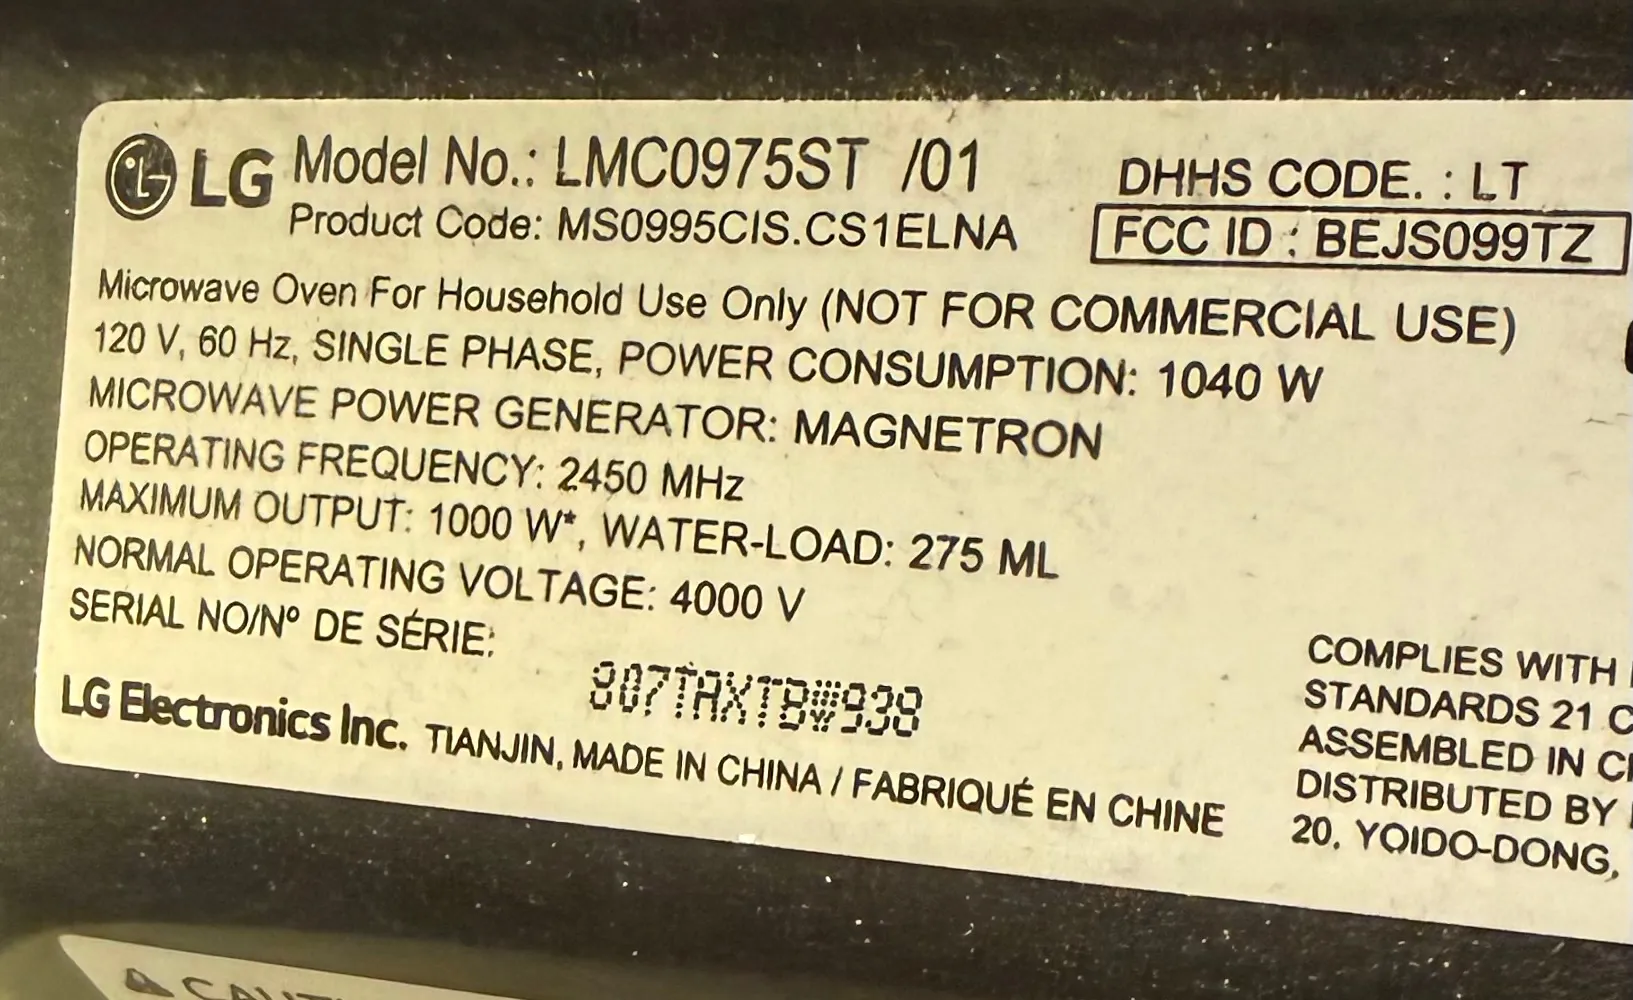 LG Model No.: LMC0975ST /01
Product Code: MS0995CIS.CS1ELNA
DHHS CODE. : LT
FCC ID : BEJS099TZ
Microwave Oven For Household Use Only (NOT FOR COMMERCIAL USE)
120 V, 60 Hz, SINGLE PHASE, POWER CONSUMPTION: 1040 W
MICROWAVE POWER GENERATOR: MAGNETRON
OPERATING FREQUENCY: 2450 MHz
MAXIMUM OUTPUT: 1000 W*, WATER-LOAD: 275 ML
NORMAL OPERATING VOLTAGE: 4000 V
SERIAL NO/Nº DE SÉRIE:
807TAXTBW938
LG Electronics Inc. TIANJIN, MADE IN CHINA / FABRIQUÉ EN CHINE
COMPLIES WITH
STANDARDS 21 C
ASSEMBLED IN
DISTRIBUTED BY
20, YOIDO-DONG,